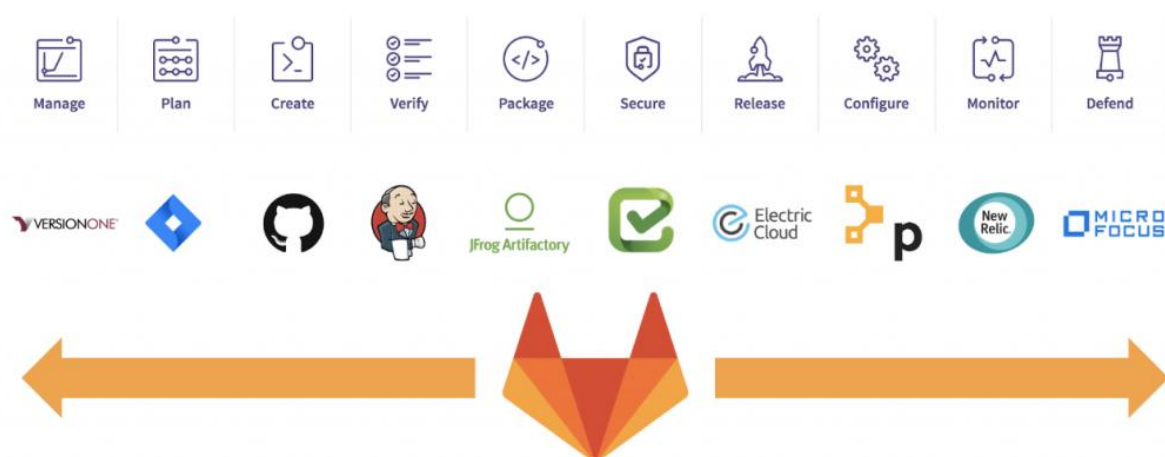 Manage
Plan
Create
Verify
Package
Secure
Release
Configure
Monitor
Defend
VERSIONONE
JFrog Artifactory
Electric
Cloud
p
New
Relic.
MICRO
FOCUS